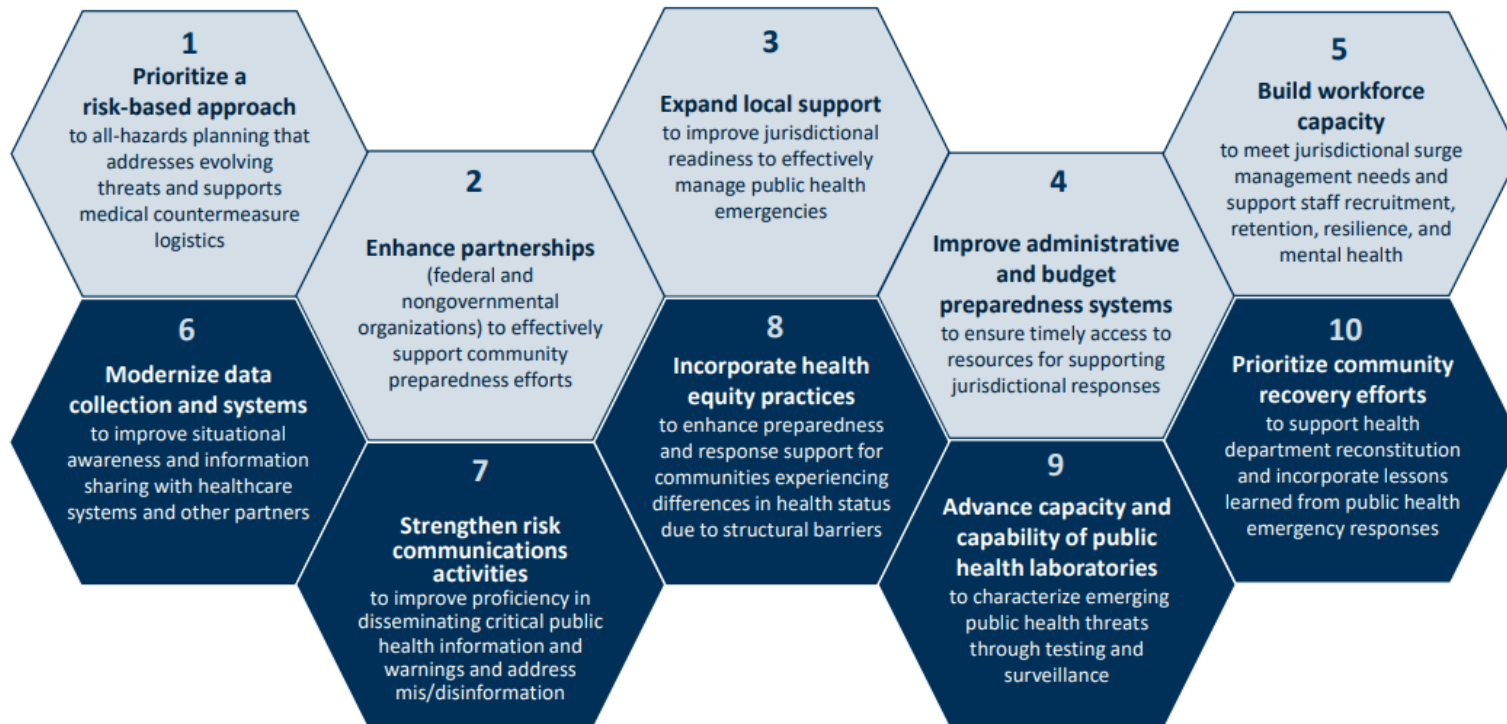 1
Prioritize a
risk-based approach
to all-hazards planning that
addresses evolving
threats and supports
medical countermeasure
logistics
2
Enhance partnerships
(federal and
nongovernmental
organizations) to effectively
support community
preparedness efforts
3
Expand local support
to improve jurisdictional
readiness to effectively
manage public health
emergencies
4
Improve administrative
and budget
preparedness systems
to ensure timely access to
resources for supporting
jurisdictional responses
5
Build workforce
capacity
to meet jurisdictional surge
management needs and
support staff recruitment,
retention, resilience, and
mental health
6
Modernize data
collection and systems
to improve situational
awareness and information
sharing with healthcare
systems and other partners
7
Strengthen risk
communications
activities
to improve proficiency in
disseminating critical public
health information and
warnings and address
mis/disinformation
8
Incorporate health
equity practices
to enhance preparedness
and response support for
communities experiencing
differences in health status
due to structural barriers
9
Advance capacity and
capability of public
health laboratories
to characterize emerging
public health threats
through testing and
surveillance
10
Prioritize community
recovery efforts
to support health
department reconstitution
and incorporate lessons
learned from public health
emergency responses